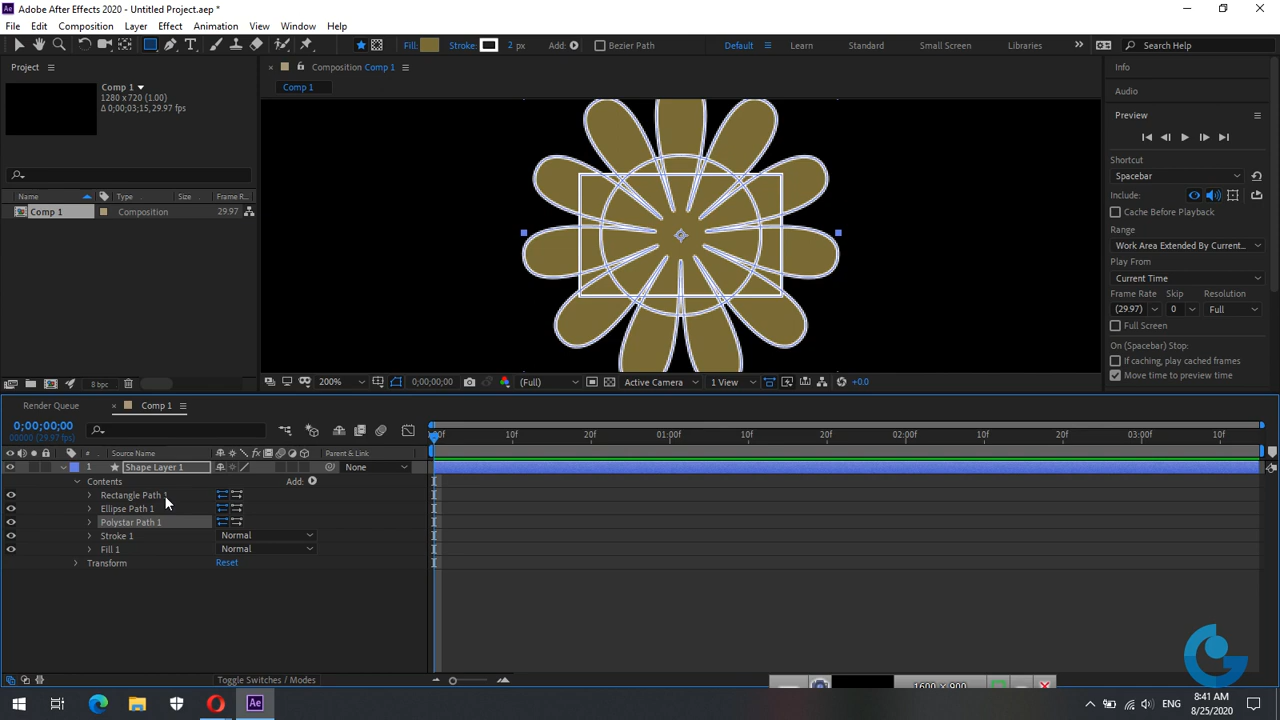 Adobe After Effects 2020 - Untitled Project.aep *
File Edit Composition Layer Effect Animation View Window Help
Fill: Stroke: 2 px Add: Bezier Path Default Learn Standard Small Screen Libraries Search Help
Project
Composition Comp 1
Info
Comp 1
1280 x 720 (1.00)
Δ 0;00;03;15, 29.97 fps
Comp 1
Audio
Preview
Shortcut
Spacebar
Include:
Cache Before Playback
Range
Work Area Extended By Current...
Play From
Current Time
Frame Rate Skip Resolution
(29.97) 0 Full
Full Screen
On (Spacebar) Stop:
If caching, play cached frames
Move time to preview time
Name Type Size Frame R...
Comp 1 Composition 29.97
8 bpc
200% 0;00;00;00 (Full) Active Camera 1 View +0.0
Render Queue Comp 1
0;00;00;00
00000 (29.97 fps)
:00f 10f 20f 01:00f 10f 20f 02:00f 10f 20f 03:00f 10f
# Source Name Parent & Link
1 Shape Layer 1 None
Contents Add:
Rectangle Path 1
Ellipse Path 1
Polystar Path 1
Stroke 1 Normal
Fill 1 Normal
Transform Reset
Toggle Switches / Modes
1600 x 900
Ae
ENG
8:41 AM
8/25/2020